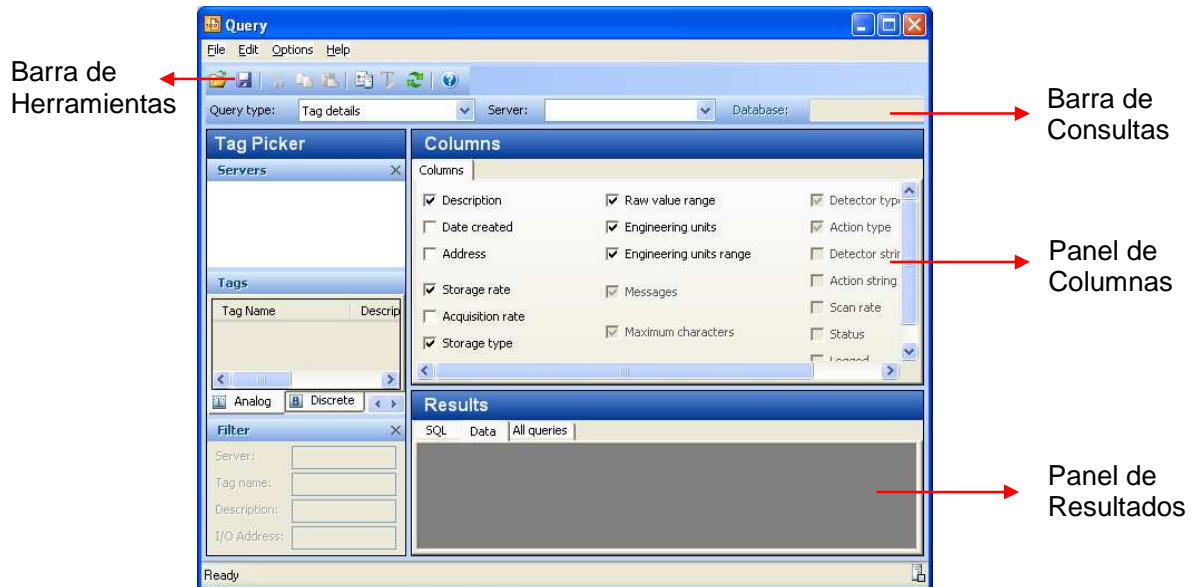 Query
File Edit Options Help
Barra de
Herramientas
Query type: Tag details Server: Database:
Barra de
Consultas
Tag Picker
Servers
Tags
Tag Name Descrip
Analog Discrete
Filter
Server:
Tag name:
Description:
I/O Address:
Columns
Columns
Description Raw value range Detector type
Date created Engineering units Action type
Address Engineering units range Detector strin
Storage rate Messages Action string
Acquisition rate Scan rate
Storage type Maximum characters Status
Logged
Panel de
Columnas
Results
SQL Data All queries
Panel de
Resultados
Ready